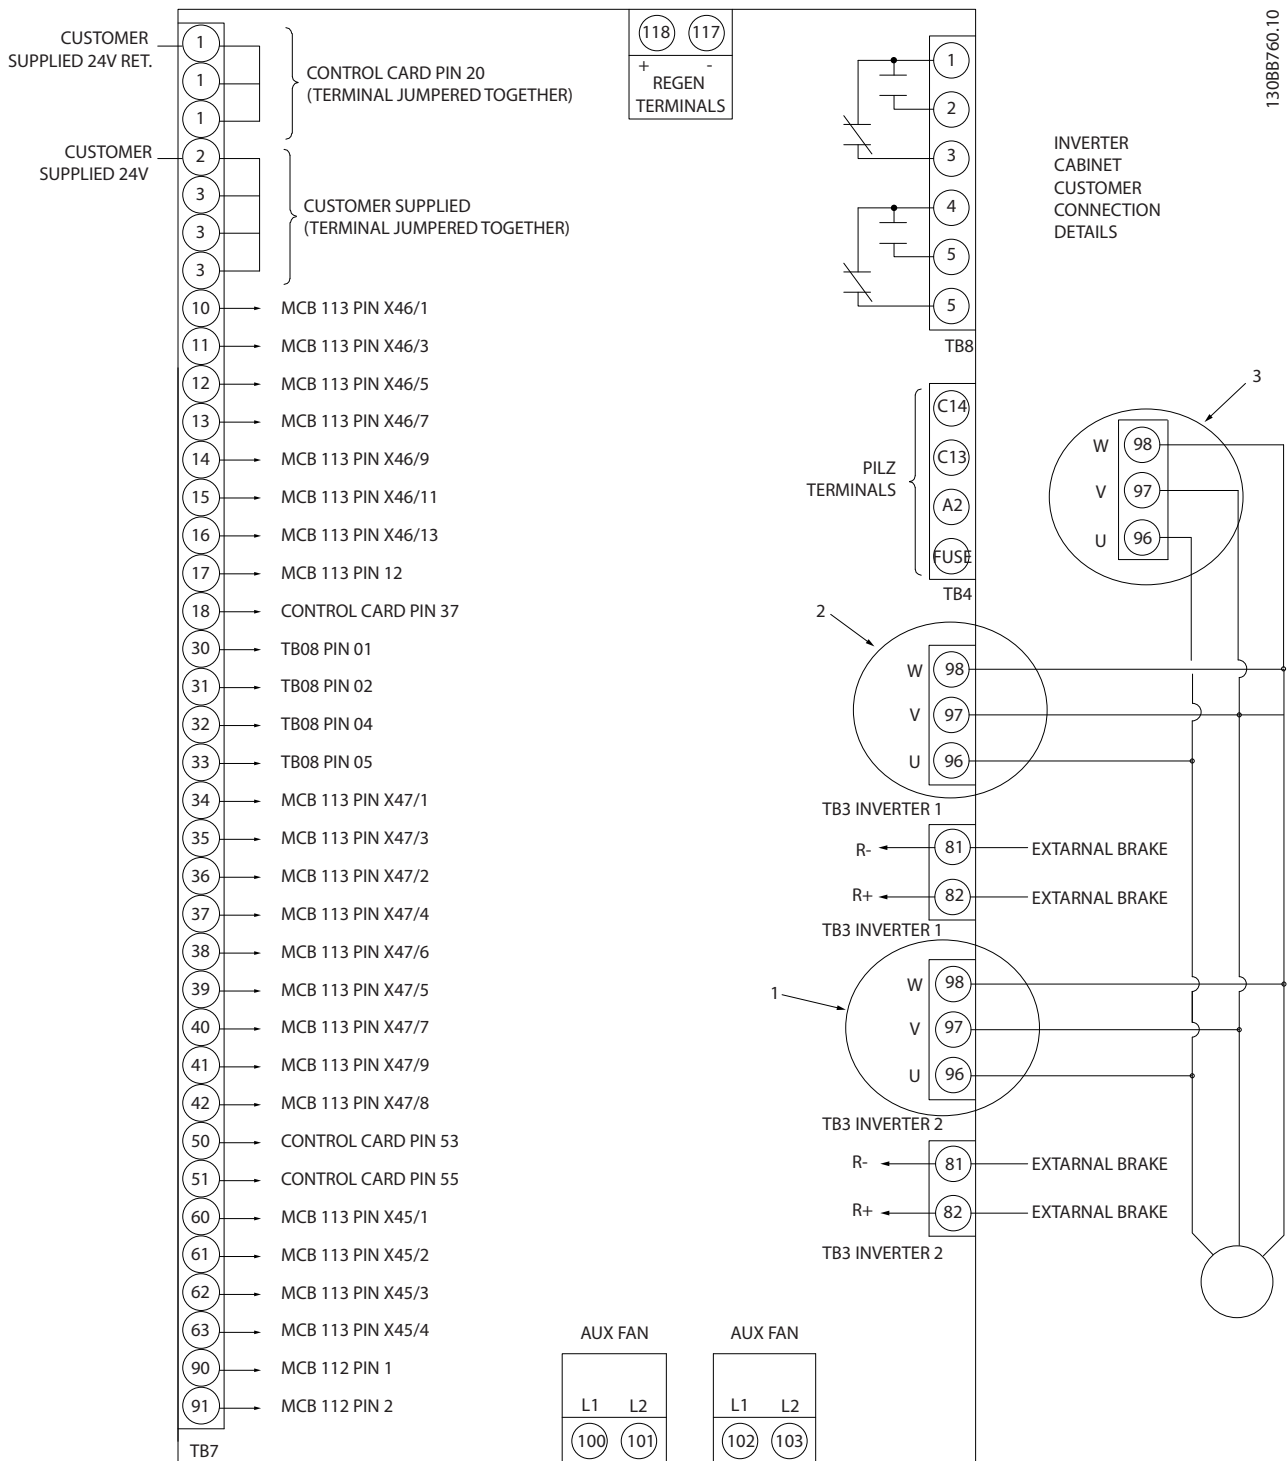 130BB760.10
CUSTOMER
SUPPLIED 24V RET.
1
1
1
CONTROL CARD PIN 20
(TERMINAL JUMPERED TOGETHER)
CUSTOMER
SUPPLIED 24V
2
3
3
3
CUSTOMER SUPPLIED
(TERMINAL JUMPERED TOGETHER)
10 MCB 113 PIN X46/1
11 MCB 113 PIN X46/3
12 MCB 113 PIN X46/5
13 MCB 113 PIN X46/7
14 MCB 113 PIN X46/9
15 MCB 113 PIN X46/11
16 MCB 113 PIN X46/13
17 MCB 113 PIN 12
18 CONTROL CARD PIN 37
30 TB08 PIN 01
31 TB08 PIN 02
32 TB08 PIN 04
33 TB08 PIN 05
34 MCB 113 PIN X47/1
35 MCB 113 PIN X47/3
36 MCB 113 PIN X47/2
37 MCB 113 PIN X47/4
38 MCB 113 PIN X47/6
39 MCB 113 PIN X47/5
40 MCB 113 PIN X47/7
41 MCB 113 PIN X47/9
42 MCB 113 PIN X47/8
50 CONTROL CARD PIN 53
51 CONTROL CARD PIN 55
60 MCB 113 PIN X45/1
61 MCB 113 PIN X45/2
62 MCB 113 PIN X45/3
63 MCB 113 PIN X45/4
90 MCB 112 PIN 1
91 MCB 112 PIN 2
TB7
118 117
+ -
REGEN
TERMINALS
1
2
3
4
5
5
TB8
INVERTER
CABINET
CUSTOMER
CONNECTION
DETAILS
PILZ
TERMINALS
C14
C13
A2
FUSE
TB4
3
W 98
V 97
U 96
2
W 98
V 97
U 96
TB3 INVERTER 1
R- 81 EXTARNAL BRAKE
R+ 82 EXTARNAL BRAKE
TB3 INVERTER 1
1
W 98
V 97
U 96
TB3 INVERTER 2
R- 81 EXTARNAL BRAKE
R+ 82 EXTARNAL BRAKE
TB3 INVERTER 2
AUX FAN
L1 L2
100 101
AUX FAN
L1 L2
102 103